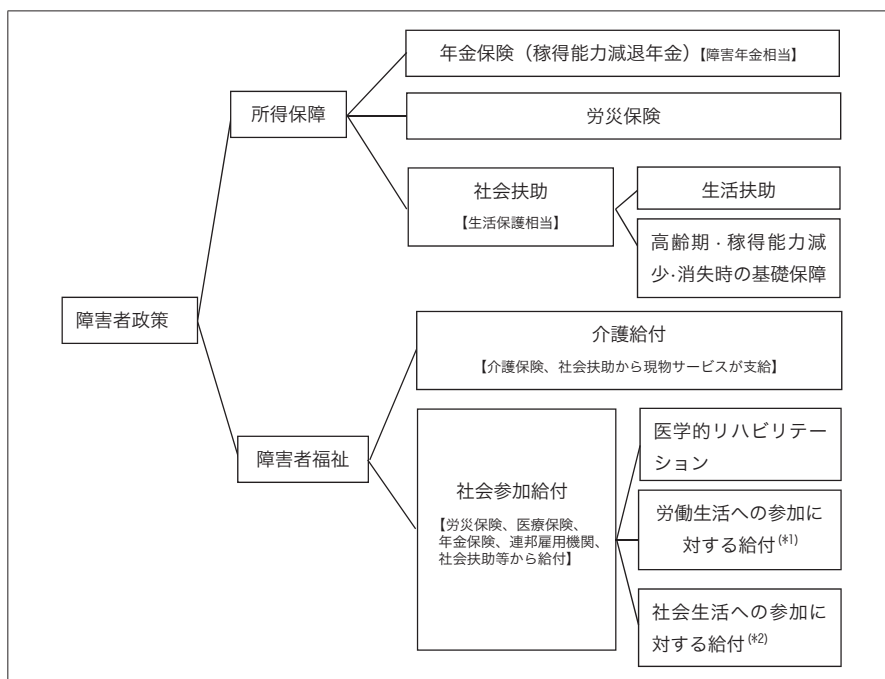 年金保険（稼得能力減退年金）【障害年金相当】
所得保障
労災保険
社会扶助
【生活保護相当】
生活扶助
高齢期・稼得能力減
少・消失時の基礎保障
障害者政策
介護給付
【介護保険、社会扶助から現物サービスが支給】
障害者福祉
社会参加給付
【労災保険、医療保険、
年金保険、連邦雇用機関、
社会扶助等から給付】
医学的リハビリテー
ション
労働生活への参加に
対する給付(*1)
社会生活への参加に
対する給付(*2)